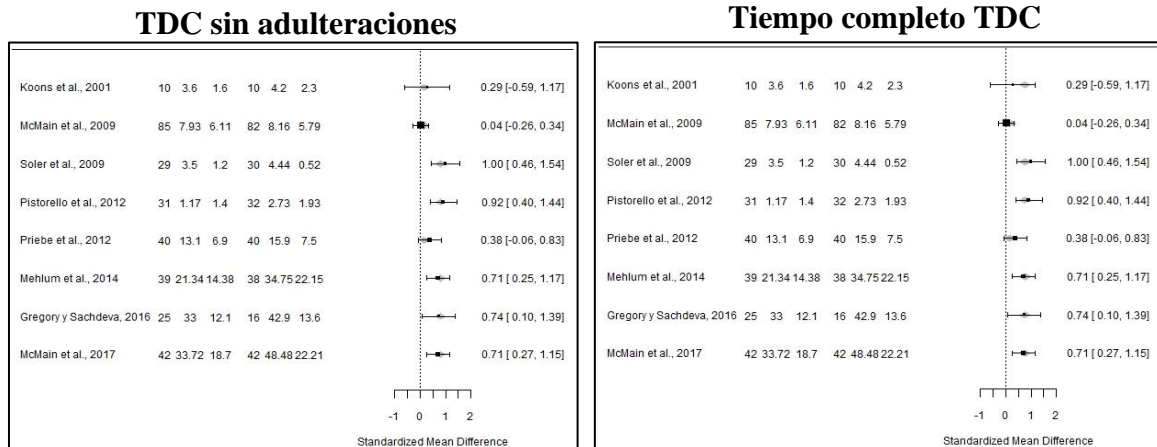 TDC sin adulteraciones
Koons et al., 2001 10 3.6 1.6 10 4.2 2.3 0.29 [-0.59, 1.17]
McMain et al., 2009 85 7.93 6.11 82 8.16 5.79 0.04 [-0.26, 0.34]
Soler et al., 2009 29 3.5 1.2 30 4.44 0.52 1.00 [ 0.46, 1.54]
Pistorello et al., 2012 31 1.17 1.4 32 2.73 1.93 0.92 [ 0.40, 1.44]
Priebe et al., 2012 40 13.1 6.9 40 15.9 7.5 0.38 [-0.06, 0.83]
Mehlum et al., 2014 39 21.34 14.38 38 34.75 22.15 0.71 [ 0.25, 1.17]
Gregory y Sachdeva, 2016 25 33 12.1 16 42.9 13.6 0.74 [ 0.10, 1.39]
McMain et al., 2017 42 33.72 18.7 42 48.48 22.21 0.71 [ 0.27, 1.15]
-1 0 1 2
Standardized Mean Difference
Tiempo completo TDC
Koons et al., 2001 10 3.6 1.6 10 4.2 2.3 0.29 [-0.59, 1.17]
McMain et al., 2009 85 7.93 6.11 82 8.16 5.79 0.04 [-0.26, 0.34]
Soler et al., 2009 29 3.5 1.2 30 4.44 0.52 1.00 [ 0.46, 1.54]
Pistorello et al., 2012 31 1.17 1.4 32 2.73 1.93 0.92 [ 0.40, 1.44]
Priebe et al., 2012 40 13.1 6.9 40 15.9 7.5 0.38 [-0.06, 0.83]
Mehlum et al., 2014 39 21.34 14.38 38 34.75 22.15 0.71 [ 0.25, 1.17]
Gregory y Sachdeva, 2016 25 33 12.1 16 42.9 13.6 0.74 [ 0.10, 1.39]
McMain et al., 2017 42 33.72 18.7 42 48.48 22.21 0.71 [ 0.27, 1.15]
-1 0 1 2
Standardized Mean Difference